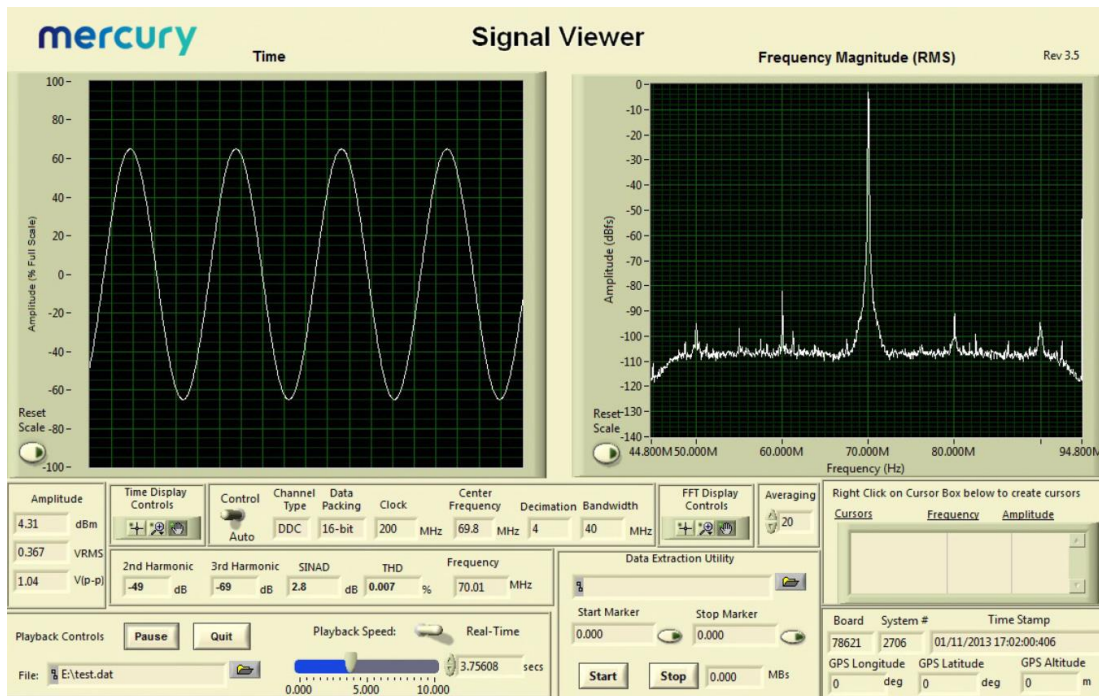 mercury
Signal Viewer
Time
Frequency Magnitude (RMS)
Rev 3.5
Amplitude (% Full Scale)
100
80
60
40
20
0
-20
-40
-60
-80
-100
Reset
Scale
Amplitude (dBfs)
0
-10
-20
-30
-40
-50
-60
-70
-80
-90
-100
-110
-120
-130
-140
Reset
Scale
44.800M 50.000M 60.000M 70.000M 80.000M 94.800M
Frequency (Hz)
Amplitude
4.31 dBm
0.367 VRMS
1.04 V(p-p)
Time Display
Controls
Control
Auto
Channel
Type
DDC
Data
Packing
16-bit
Clock
200 MHz
Center
Frequency
69.8 MHz
Decimation
4
Bandwidth
40 MHz
FFT Display
Controls
Averaging
20
Right Click on Cursor Box below to create cursors
Cursors Frequency Amplitude
2nd Harmonic
-49 dB
3rd Harmonic
-69 dB
SINAD
2.8 dB
THD
0.007 %
Frequency
70.01 MHz
Data Extraction Utility
Start Marker
0.000
Stop Marker
0.000
Start
Stop
0.000 MBs
Playback Controls
Pause
Quit
Playback Speed:
Real-Time
File: E:\test.dat
0.000 5.000 10.000
3.75608 secs
Board System # Time Stamp
78621 2706 01/11/2013 17:02:00:406
GPS Longitude GPS Latitude GPS Altitude
0 deg 0 deg 0 m